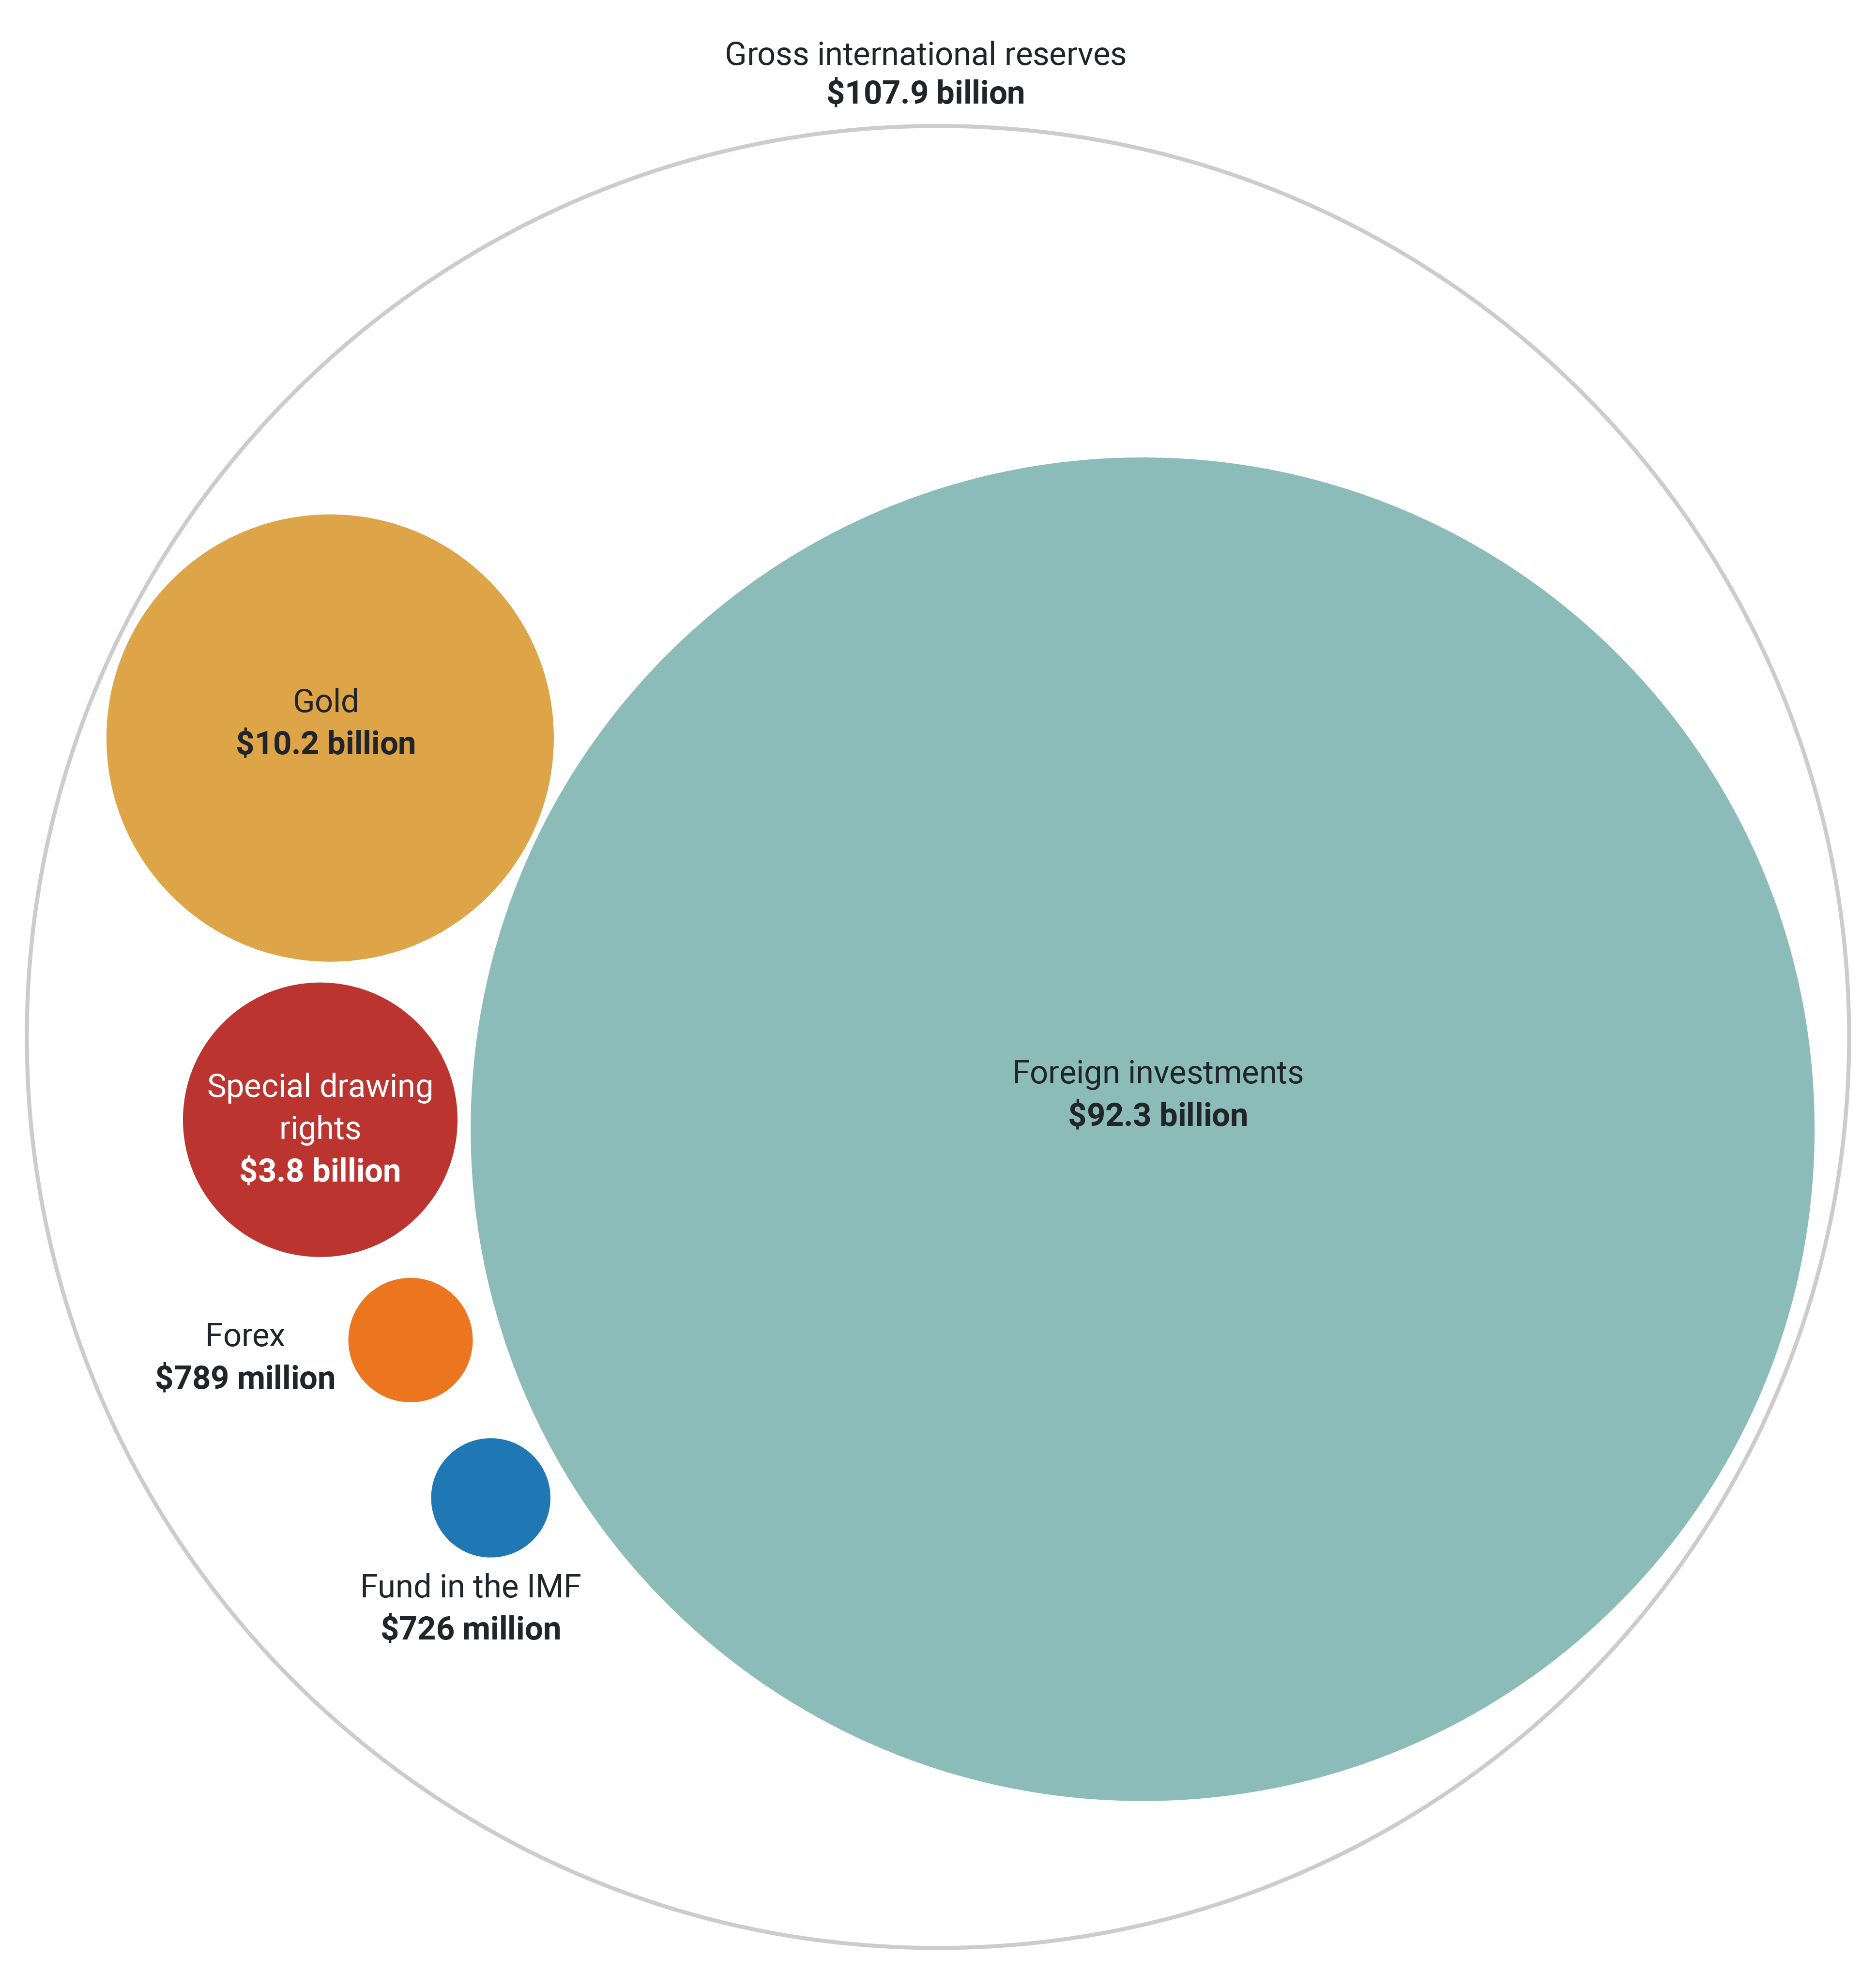 Gross international reserves
$107.9 billion
Gold
$10.2 billion
Foreign investments
$92.3 billion
Special drawing
rights
$3.8 billion
Forex
$789 million
Fund in the IMF
$726 million